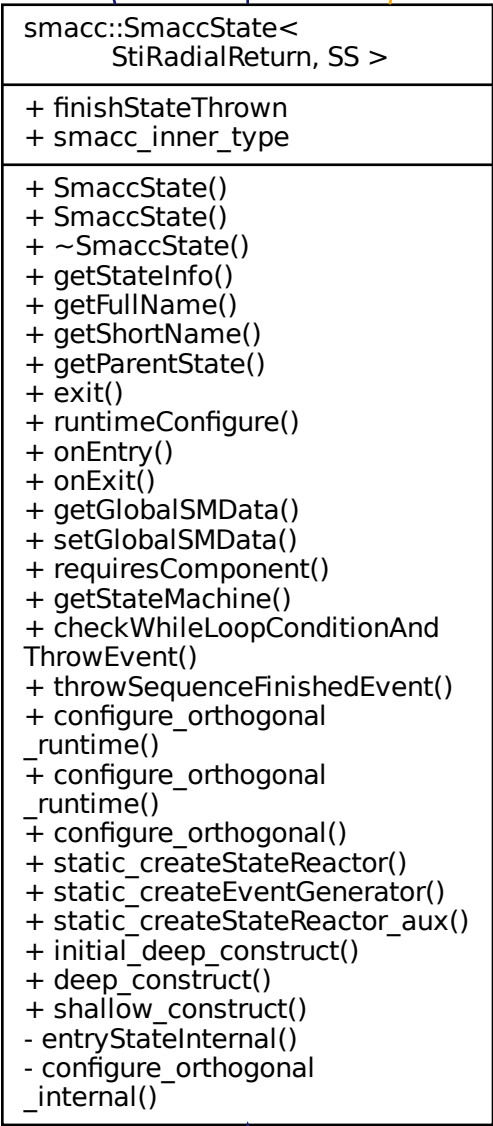 smacc::SmaccState<
StiRadialReturn, SS >
+ finishStateThrown
+ smacc_inner_type
+ SmaccState()
+ SmaccState()
+ ~SmaccState()
+ getStateInfo()
+ getFullName()
+ getShortName()
+ getParentState()
+ exit()
+ runtimeConfigure()
+ onEntry()
+ onExit()
+ getGlobalSMData()
+ setGlobalSMData()
+ requiresComponent()
+ getStateMachine()
+ checkWhileLoopConditionAnd
ThrowEvent()
+ throwSequenceFinishedEvent()
+ configure_orthogonal
_runtime()
+ configure_orthogonal
_runtime()
+ configure_orthogonal()
+ static_createStateReactor()
+ static_createEventGenerator()
+ static_createStateReactor_aux()
+ initial_deep_construct()
+ deep_construct()
+ shallow_construct()
- entryStateInternal()
- configure_orthogonal
_internal()